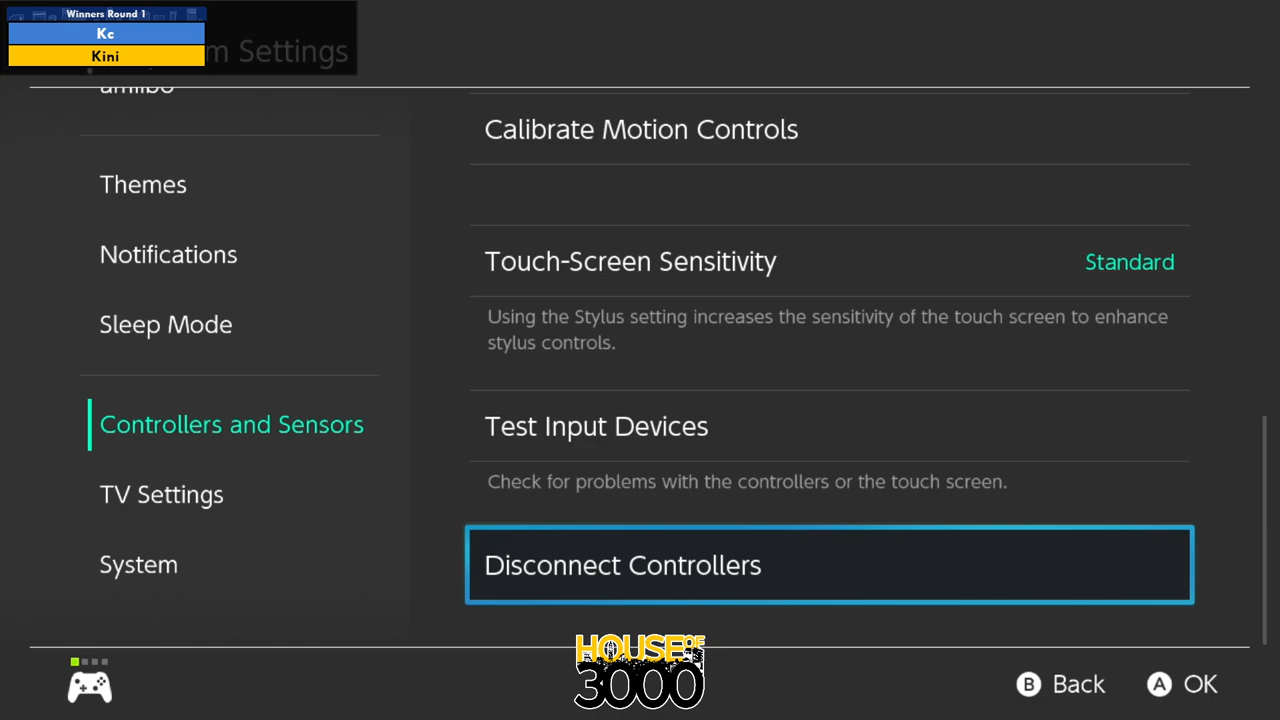 Winners Round 1
Kc
Kini
m Settings
amiibo
Themes
Notifications
Sleep Mode
Controllers and Sensors
TV Settings
System
Calibrate Motion Controls
Touch-Screen Sensitivity Standard
Using the Stylus setting increases the sensitivity of the touch screen to enhance
stylus controls.
Test Input Devices
Check for problems with the controllers or the touch screen.
Disconnect Controllers
HOUSE OF
3000
B Back A OK